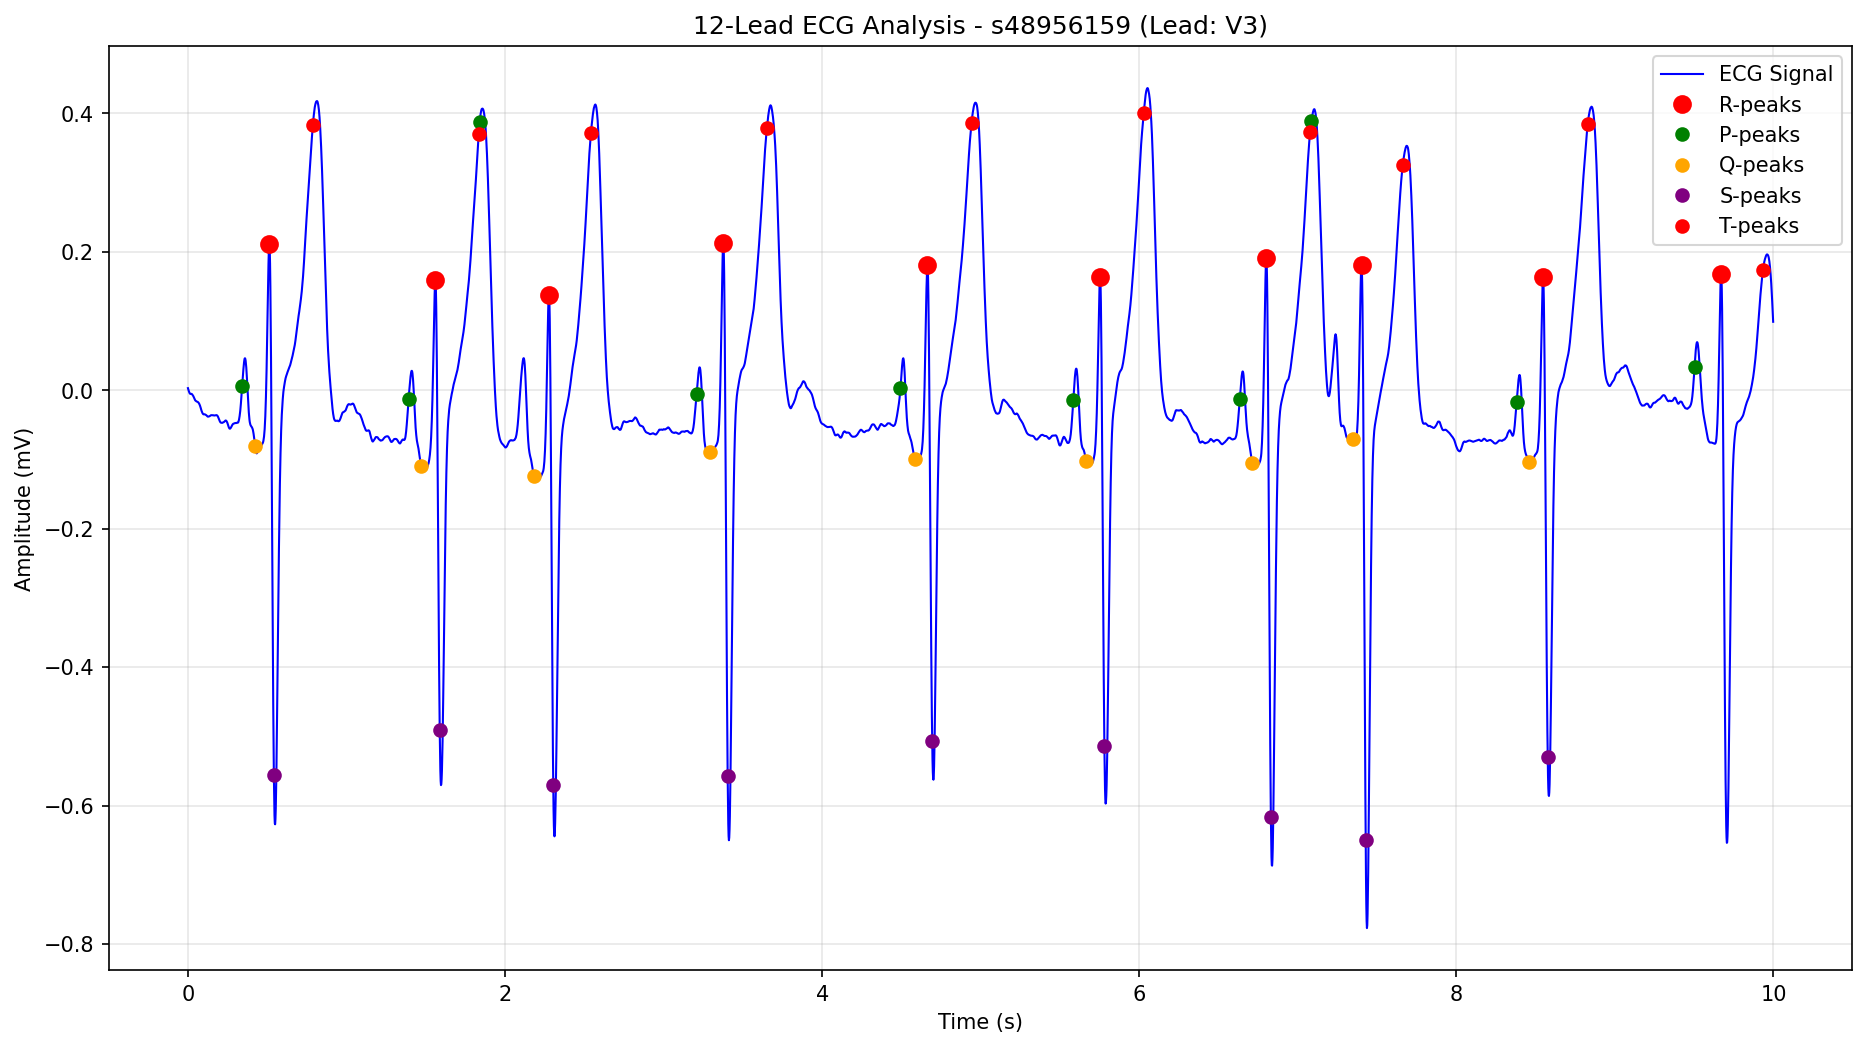 12-Lead ECG Analysis - s48956159 (Lead: V3)
ECG Signal
R-peaks
P-peaks
Q-peaks
S-peaks
T-peaks
Amplitude (mV)
0.4
0.2
0.0
−0.2
−0.4
−0.6
−0.8
0
2
4
6
8
10
Time (s)